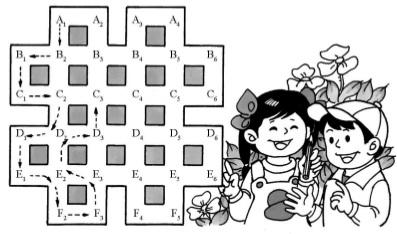 A₁ A₂ A₃ A₄
B₁ B₂ B₃ B₄ B₅ B₆
C₁ C₂ C₃ C₄ C₅ C₆
D₁ D₂ D₃ D₄ D₅ D₆
E₁ E₂ E₃ E₄ E₅ E₆
F₂ F₃ F₄ F₅